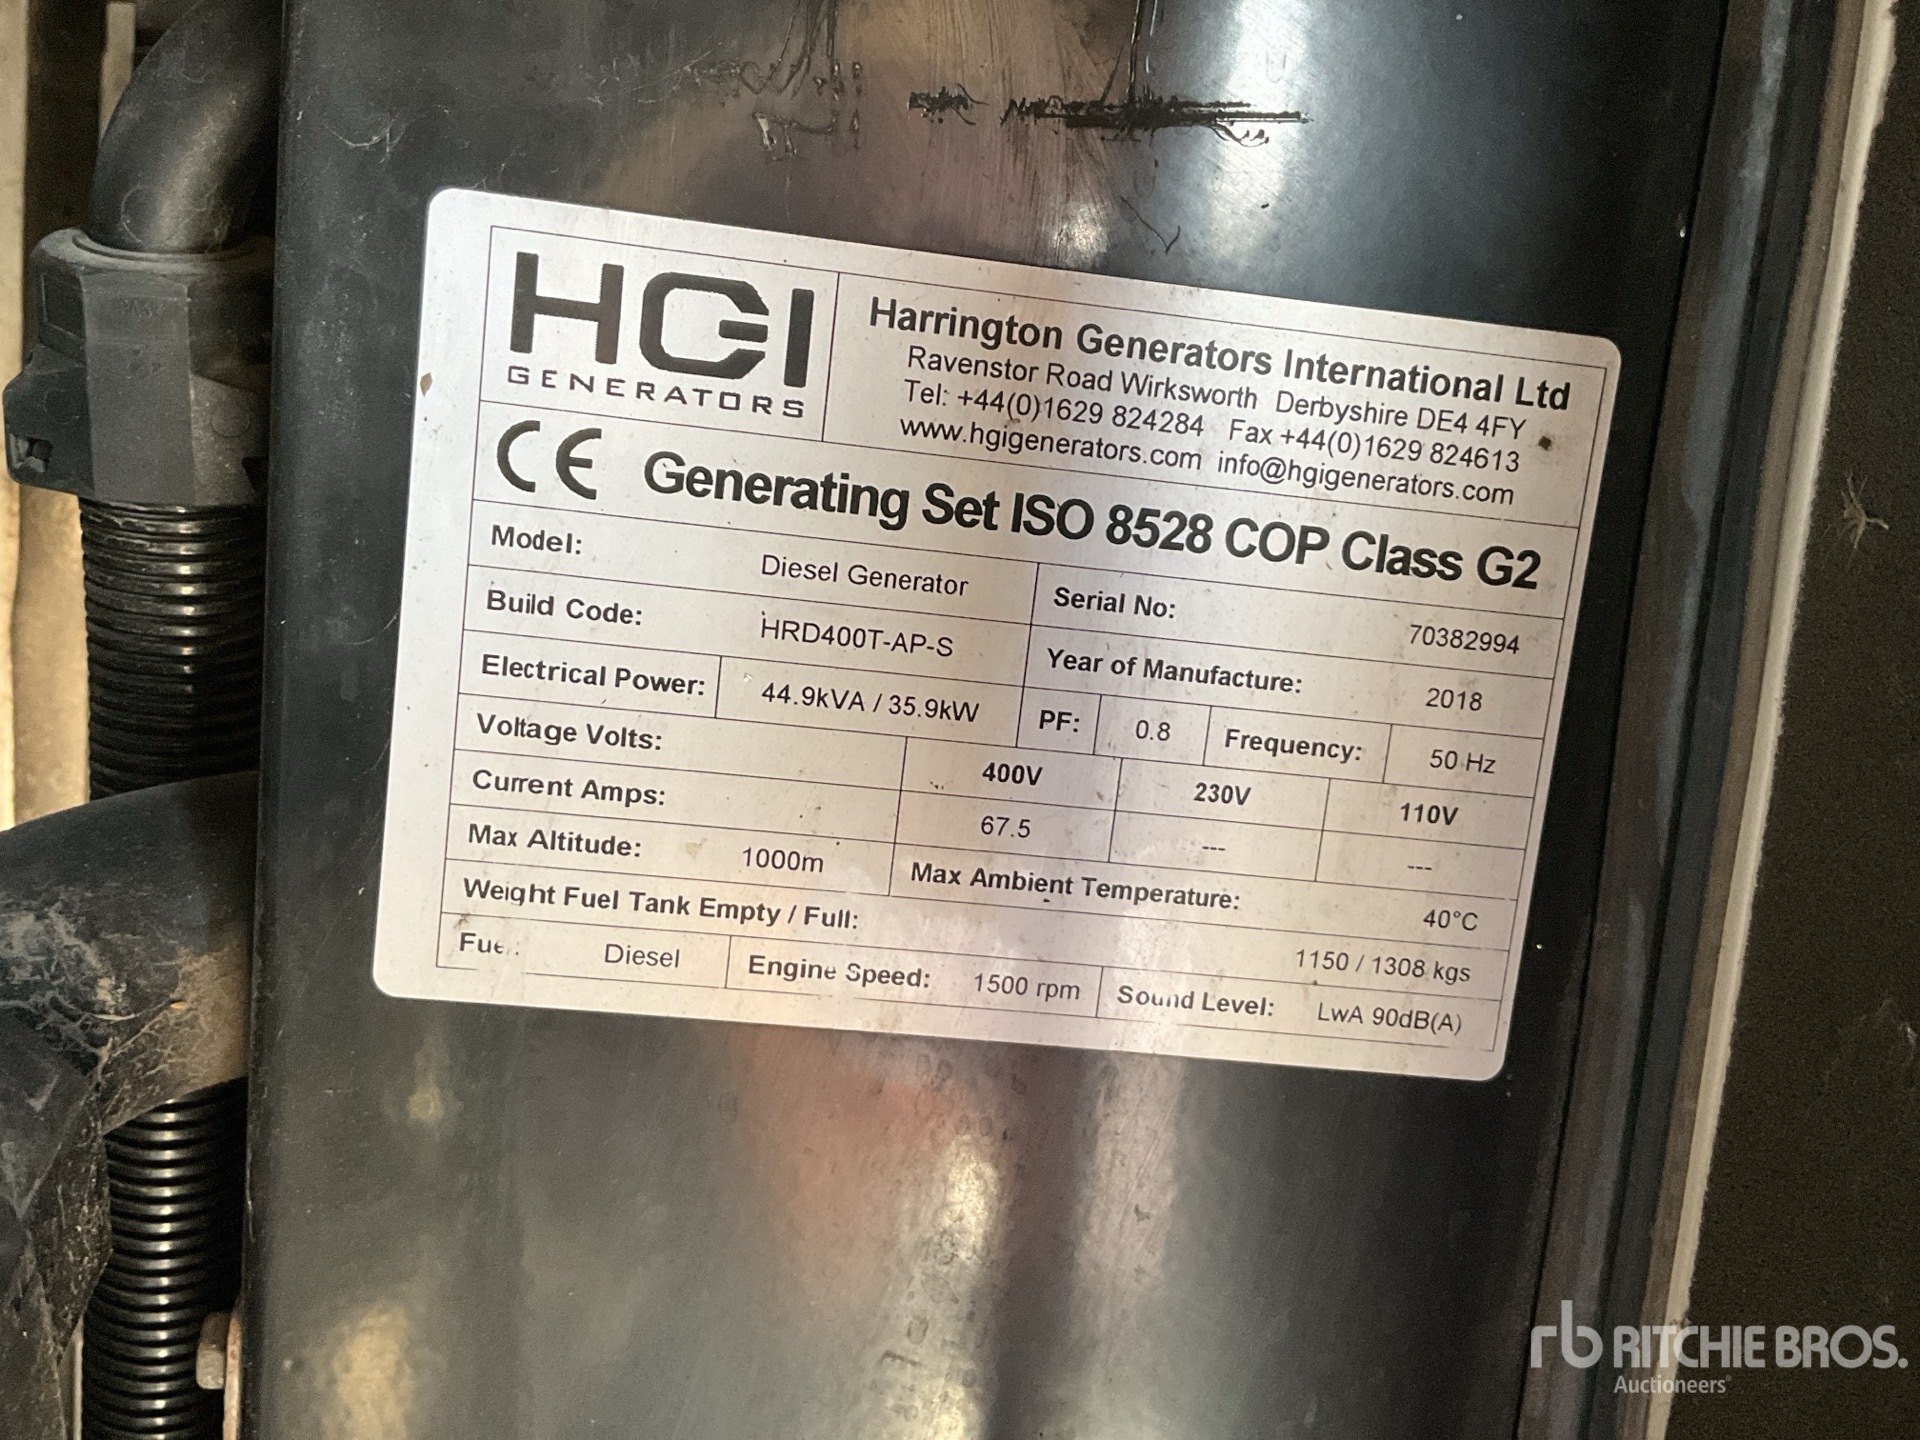 HGI
GENERATORS
Harrington Generators International Ltd
Ravenstor Road Wirksworth Derbyshire DE4 4FY
Tel: +44(0)1629 824284 Fax +44(0)1629 824613
www.hgigenerators.com info@hgigenerators.com
CE Generating Set ISO 8528 COP Class G2
Model: Diesel Generator Serial No: 70382994
Build Code: HRD400T-AP-S Year of Manufacture: 2018
Electrical Power: 44.9kVA / 35.9kW PF: 0.8 Frequency: 50 Hz
Voltage Volts: 400V 230V 110V
Current Amps: 67.5 --- ---
Max Altitude: 1000m Max Ambient Temperature: 40°C
Weight Fuel Tank Empty / Full: 1150 / 1308 kgs
Fuel: Diesel Engine Speed: 1500 rpm Sound Level: LwA 90dB(A)
rb RITCHIE BROS.
Auctioneers